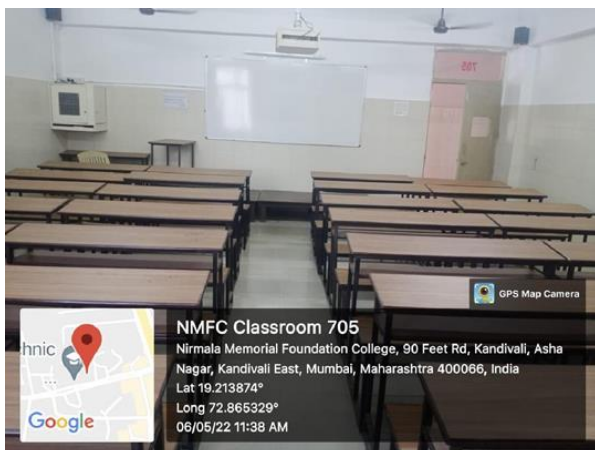 705
GPS Map Camera
hnic
Google
NMFC Classroom 705
Nirmala Memorial Foundation College, 90 Feet Rd, Kandivali, Asha
Nagar, Kandivali East, Mumbai, Maharashtra 400066, India
Lat 19.213874°
Long 72.865329°
06/05/22 11:38 AM